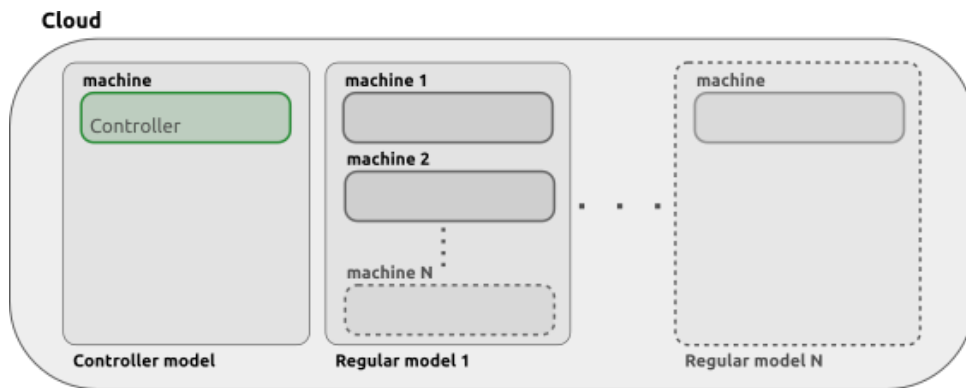 Cloud
machine
Controller
Controller model
machine 1
machine 2
machine N
Regular model 1
machine
Regular model N